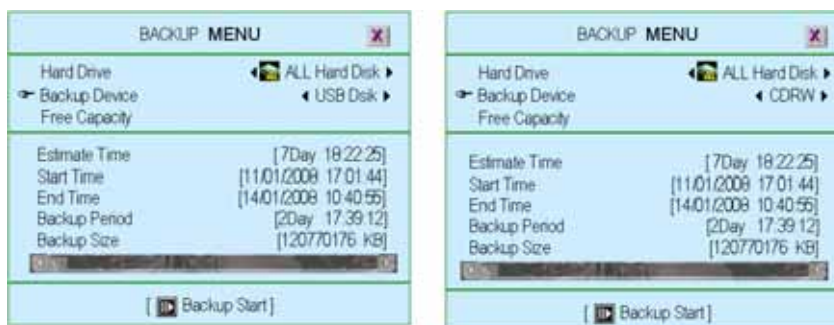 BACKUP MENU
X
Hard Drive ALL Hard Disk
Backup Device USB Dsik
Free Capacity
Estimate Time [7Day 18:22:25]
Start Time [11/01/2008 17:01:44]
End Time [14/01/2008 10:40:55]
Backup Period [2Day 17:39:12]
Backup Size [120770176 KB]
[ Backup Start]
BACKUP MENU
X
Hard Drive ALL Hard Disk
Backup Device CDRW
Free Capacity
Estimate Time [7Day 18:22:25]
Start Time [11/01/2008 17:01:44]
End Time [14/01/2008 10:40:55]
Backup Period [2Day 17:39:12]
Backup Size [120770176 KB]
[ Backup Start]